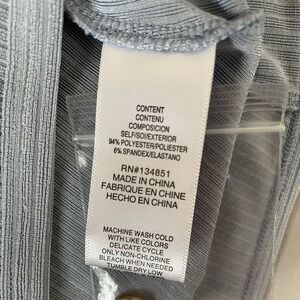 CONTENT
CONTENU
COMPOSICION
SELF/SOI/EXTERIOR
94% POLYESTER/POLIESTER
6% SPANDEX/ELASTANO
RN#134851
MADE IN CHINA
FABRIQUE EN CHINE
HECHO EN CHINA
MACHINE WASH COLD
WITH LIKE COLORS
DELICATE CYCLE
ONLY NON-CHLORINE
BLEACH WHEN NEEDED
TUMBLE DRY LOW